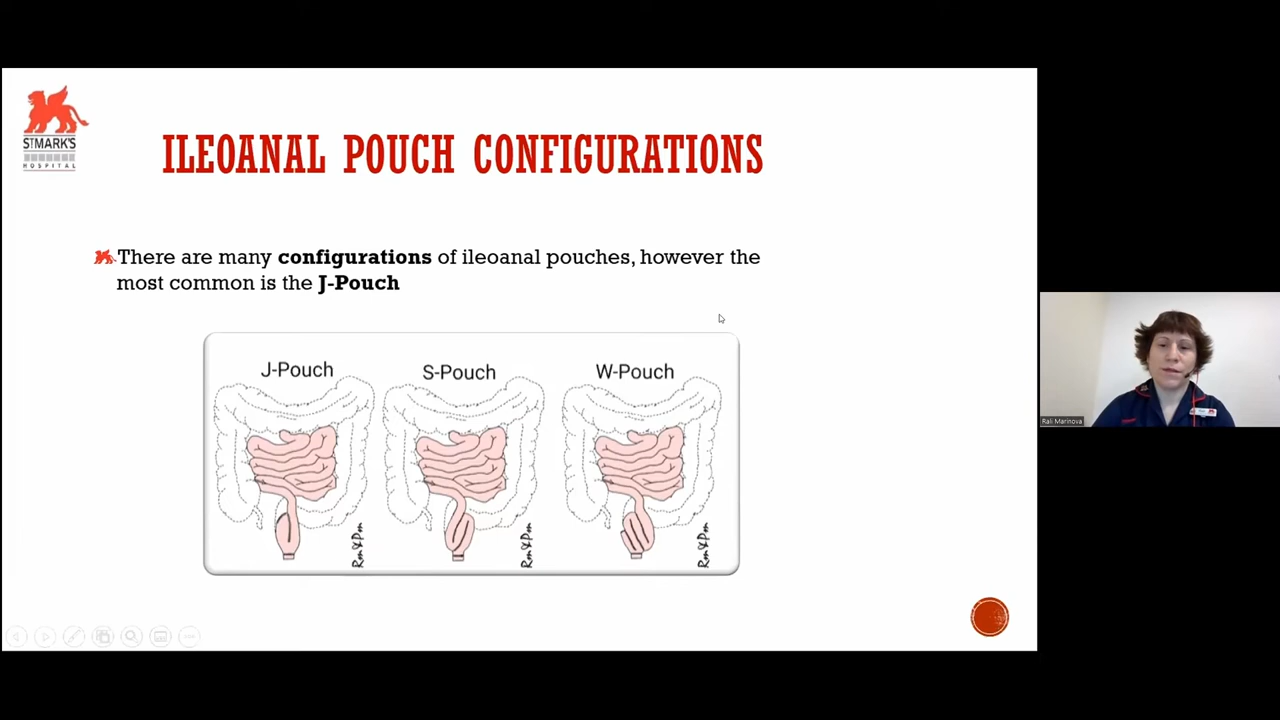 ST MARK'S
HOSPITAL
ILEOANAL POUCH CONFIGURATIONS
There are many configurations of ileoanal pouches, however the
most common is the J-Pouch
J-Pouch
S-Pouch
W-Pouch
Rali Marinova